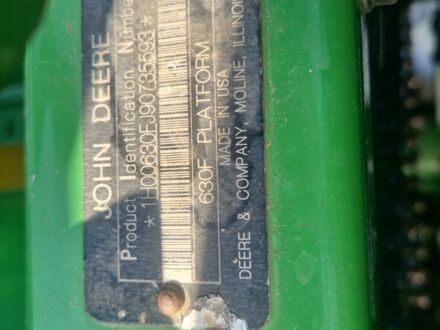 JOHN DEERE
Product Identification Number
*1H00630FJ90735593*
630F PLATFORM
MADE IN USA
DEERE & COMPANY, MOLINE, ILLINOIS